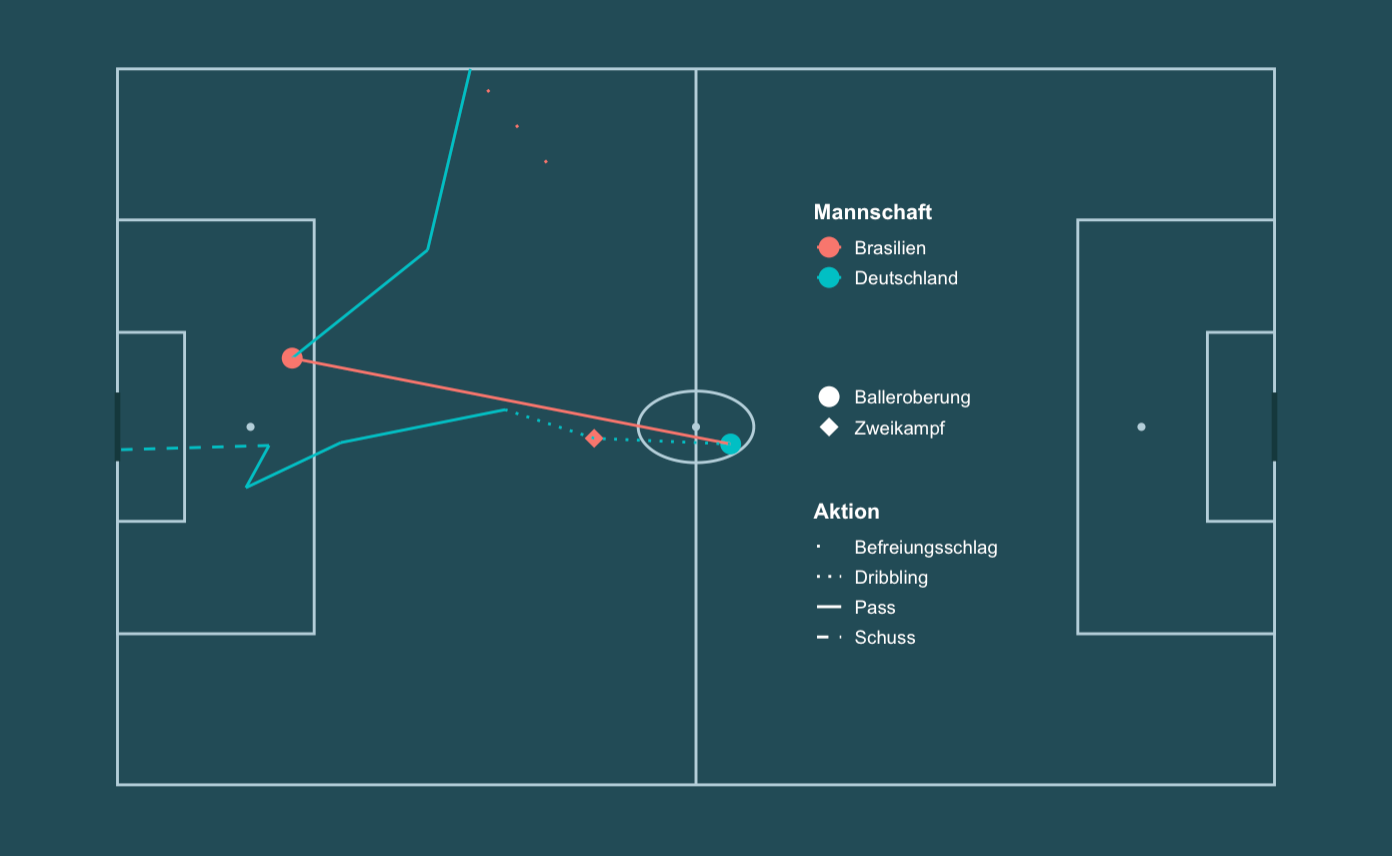 Mannschaft
Brasilien
Deutschland
Balleroberung
Zweikampf
Aktion
Befreiungsschlag
Dribbling
Pass
Schuss